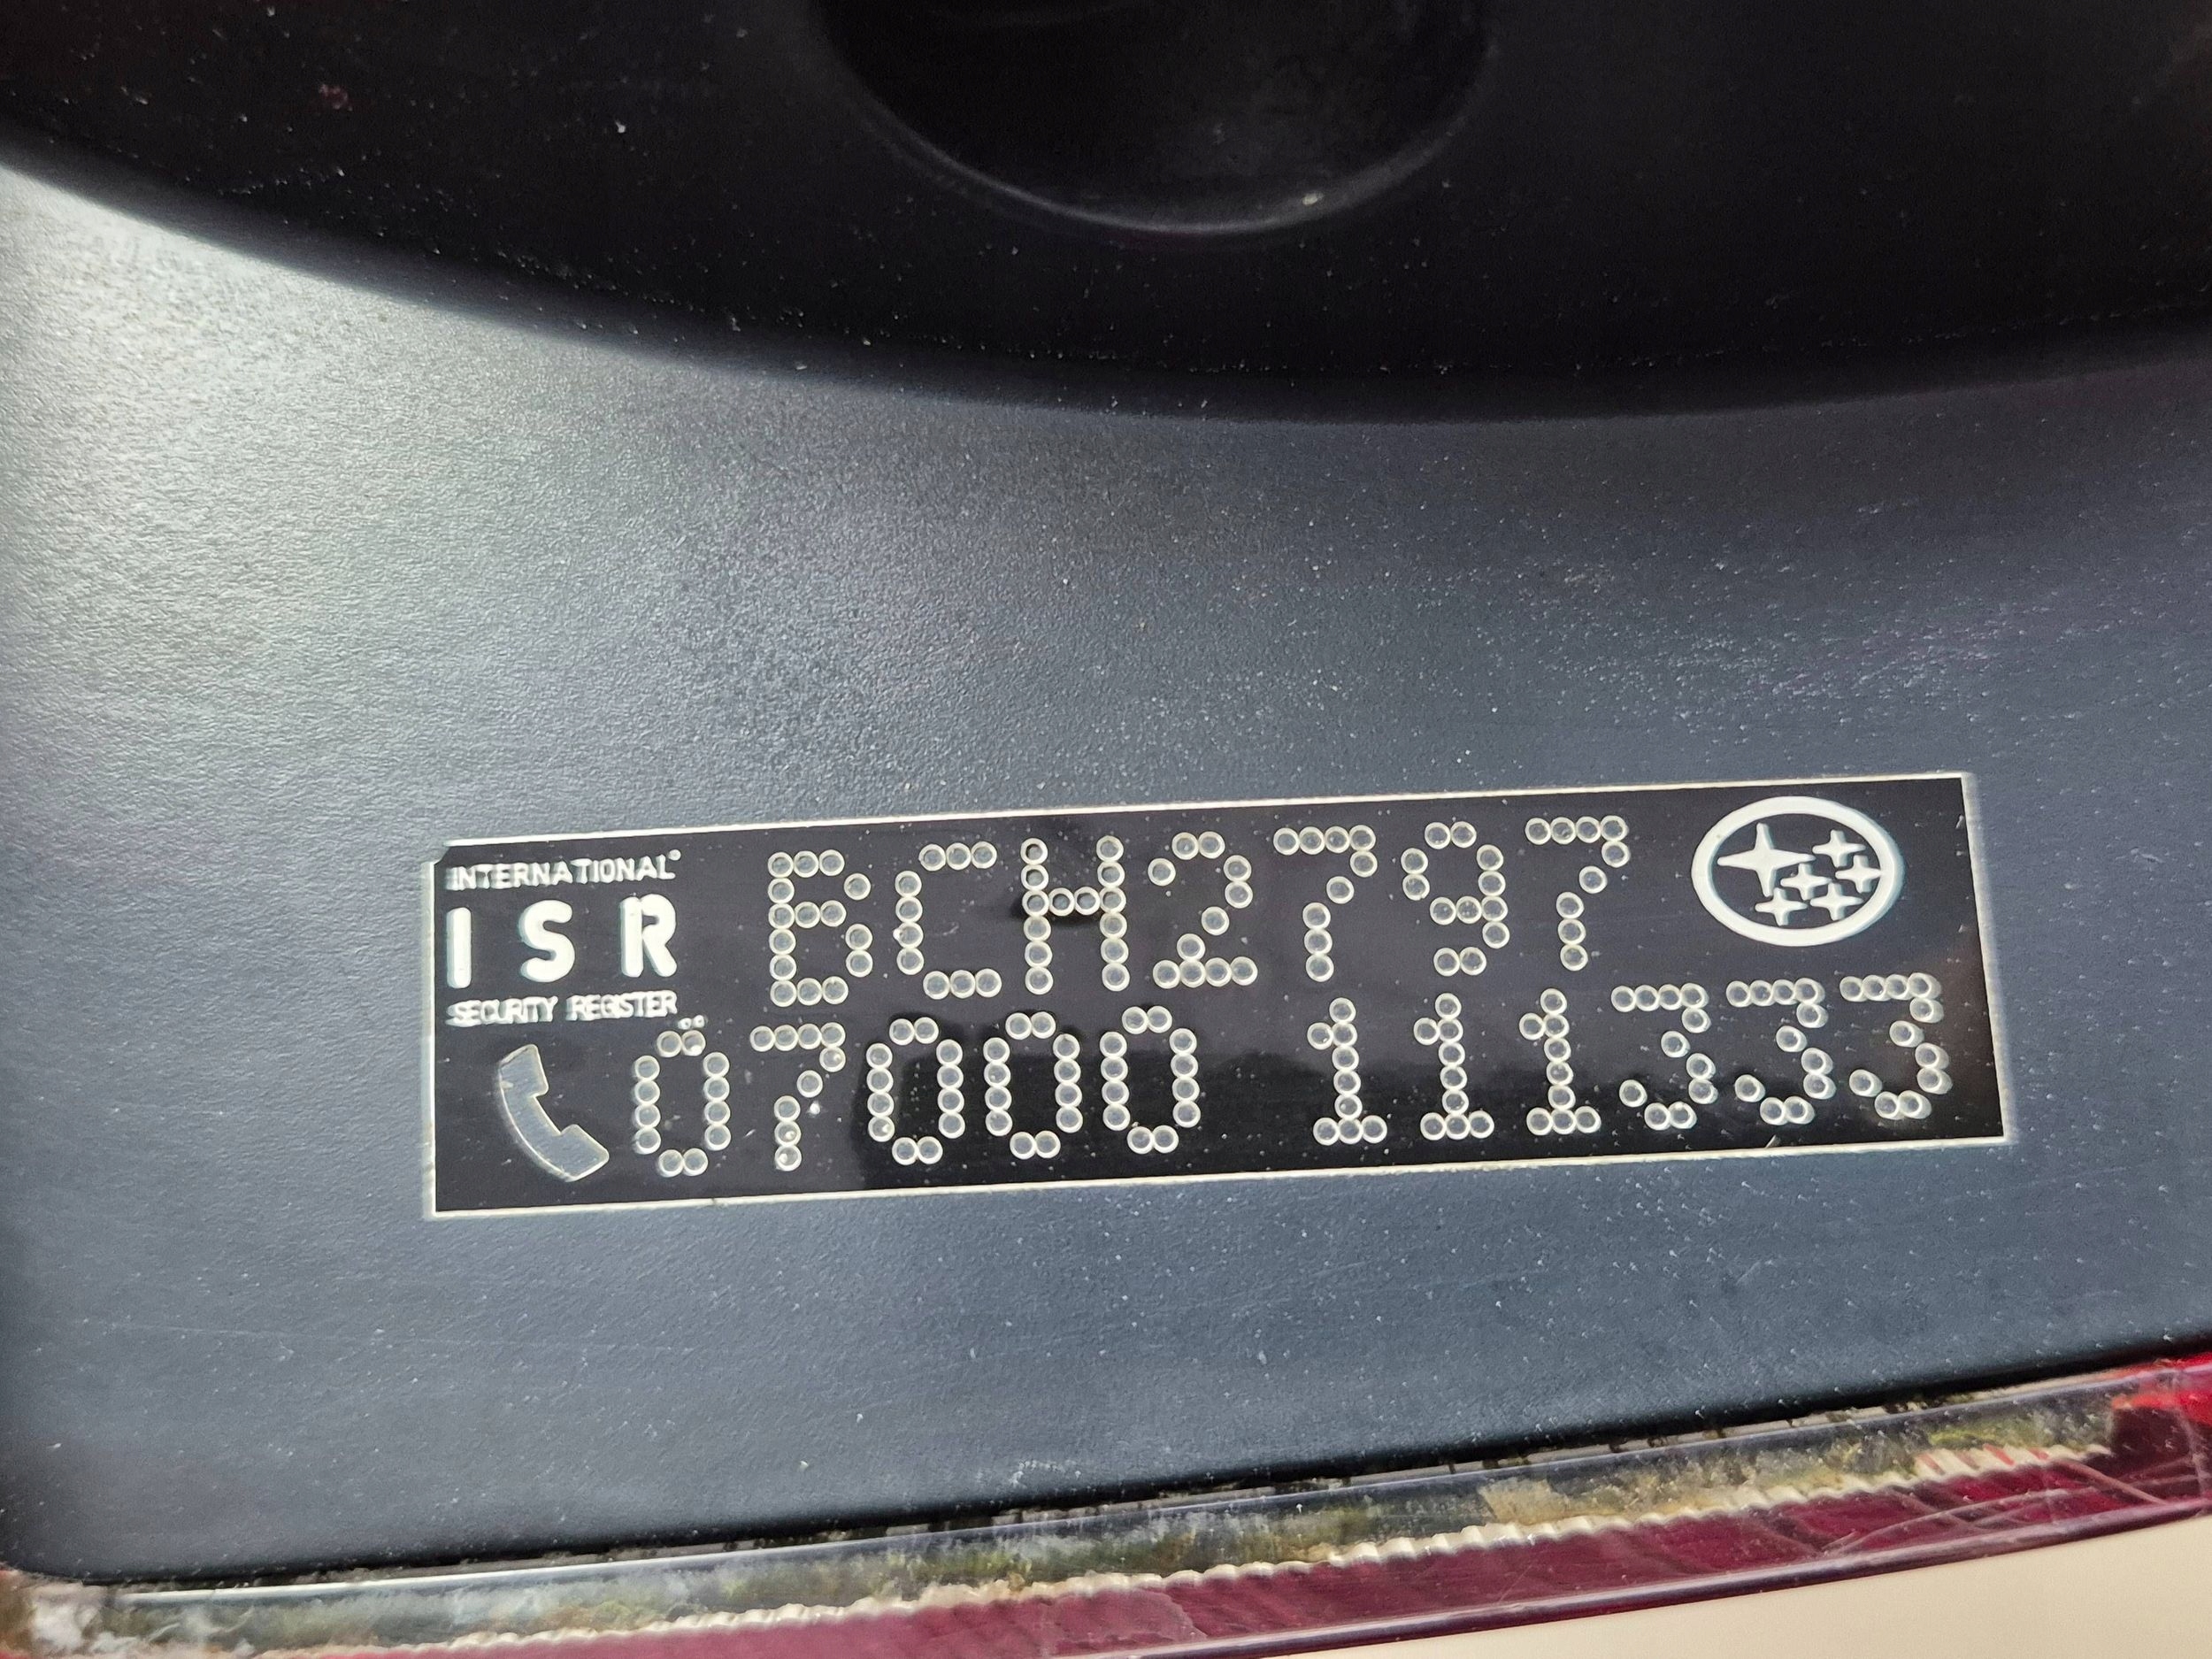 INTERNATIONAL
ISR
SECURITY REGISTER
BCH2797
07000 111333